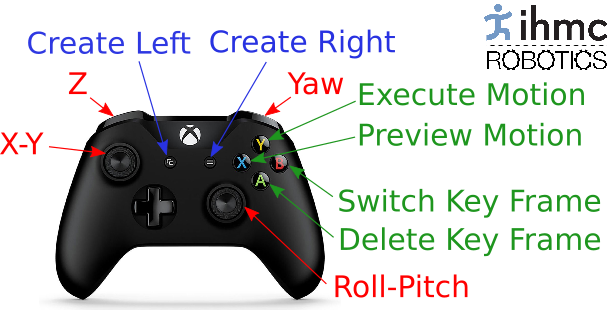 Create Left
Create Right
ihmc
ROBOTICS
Z
Yaw
Execute Motion
X-Y
Preview Motion
Y
X
B
A
Switch Key Frame
Delete Key Frame
Roll-Pitch